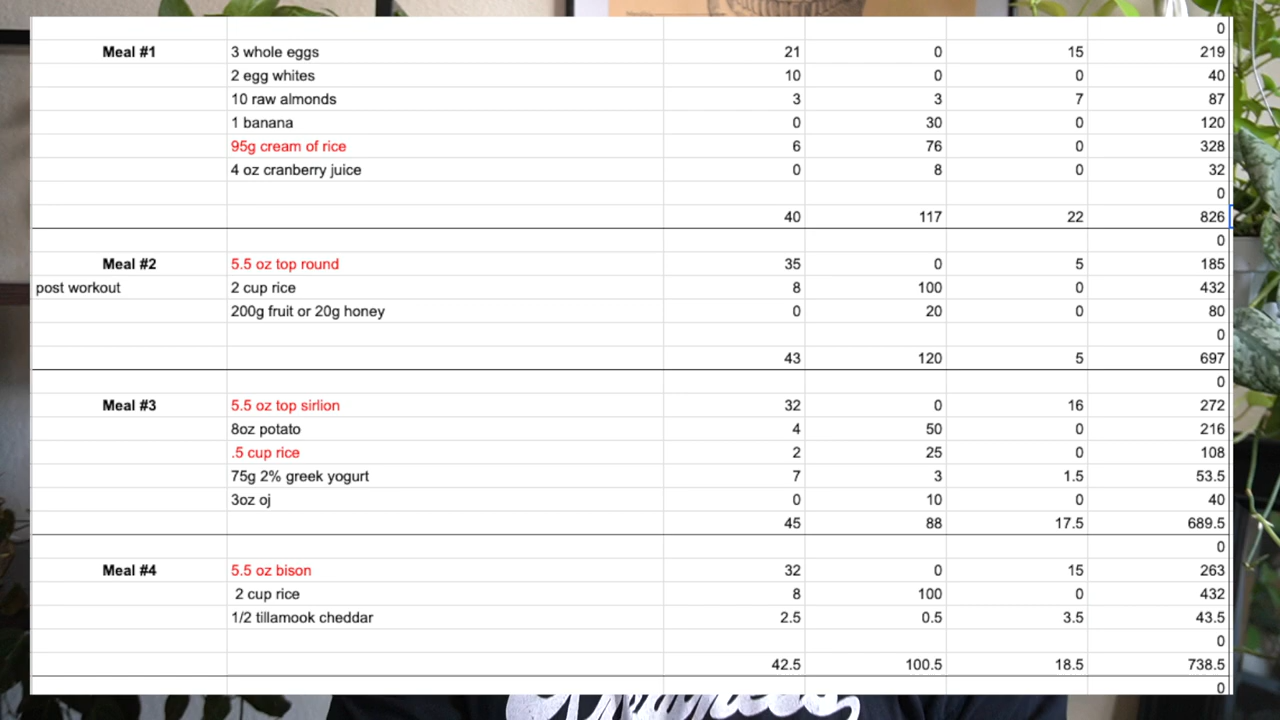 0
Meal #1 3 whole eggs 21 0 15 219
2 egg whites 10 0 0 40
10 raw almonds 3 3 7 87
1 banana 0 30 0 120
95g cream of rice 6 76 0 328
4 oz cranberry juice 0 8 0 32
0
40 117 22 826
0
Meal #2 5.5 oz top round 35 0 5 185
post workout 2 cup rice 8 100 0 432
200g fruit or 20g honey 0 20 0 80
0
43 120 5 697
0
Meal #3 5.5 oz top sirlion 32 0 16 272
8oz potato 4 50 0 216
.5 cup rice 2 25 0 108
75g 2% greek yogurt 7 3 1.5 53.5
3oz oj 0 10 0 40
45 88 17.5 689.5
0
Meal #4 5.5 oz bison 32 0 15 263
2 cup rice 8 100 0 432
1/2 tillamook cheddar 2.5 0.5 3.5 43.5
0
42.5 100.5 18.5 738.5
0